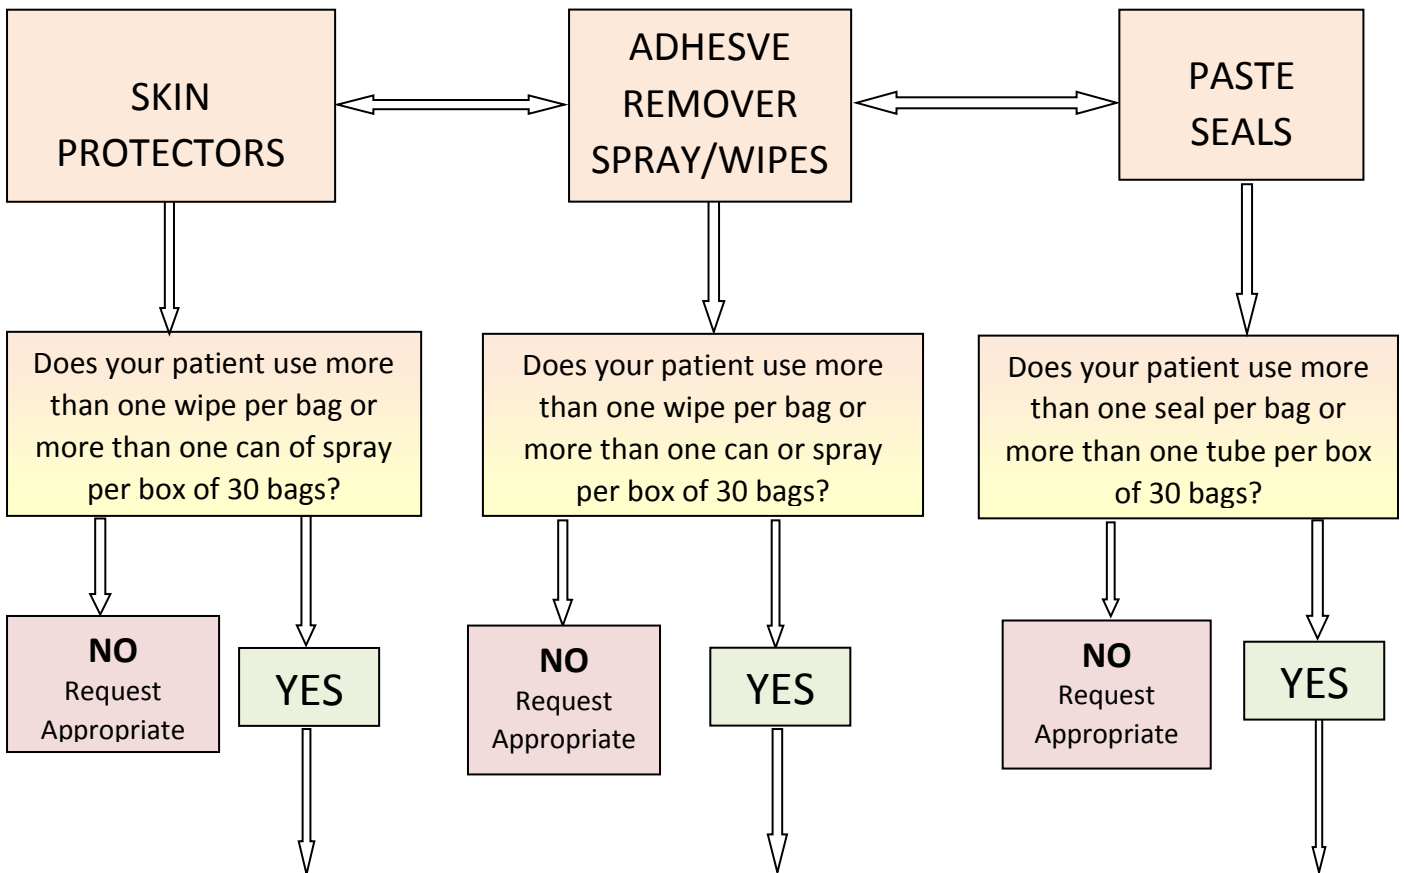 SKIN
PROTECTORS
ADHESVE
REMOVER
SPRAY/WIPES
PASTE
SEALS
Does your patient use more
than one wipe per bag or
more than one can of spray
per box of 30 bags?
Does your patient use more
than one wipe per bag or
more than one can or spray
per box of 30 bags?
Does your patient use more
than one seal per bag or
more than one tube per box
of 30 bags?
NO
Request
Appropriate
YES
NO
Request
Appropriate
YES
NO
Request
Appropriate
YES